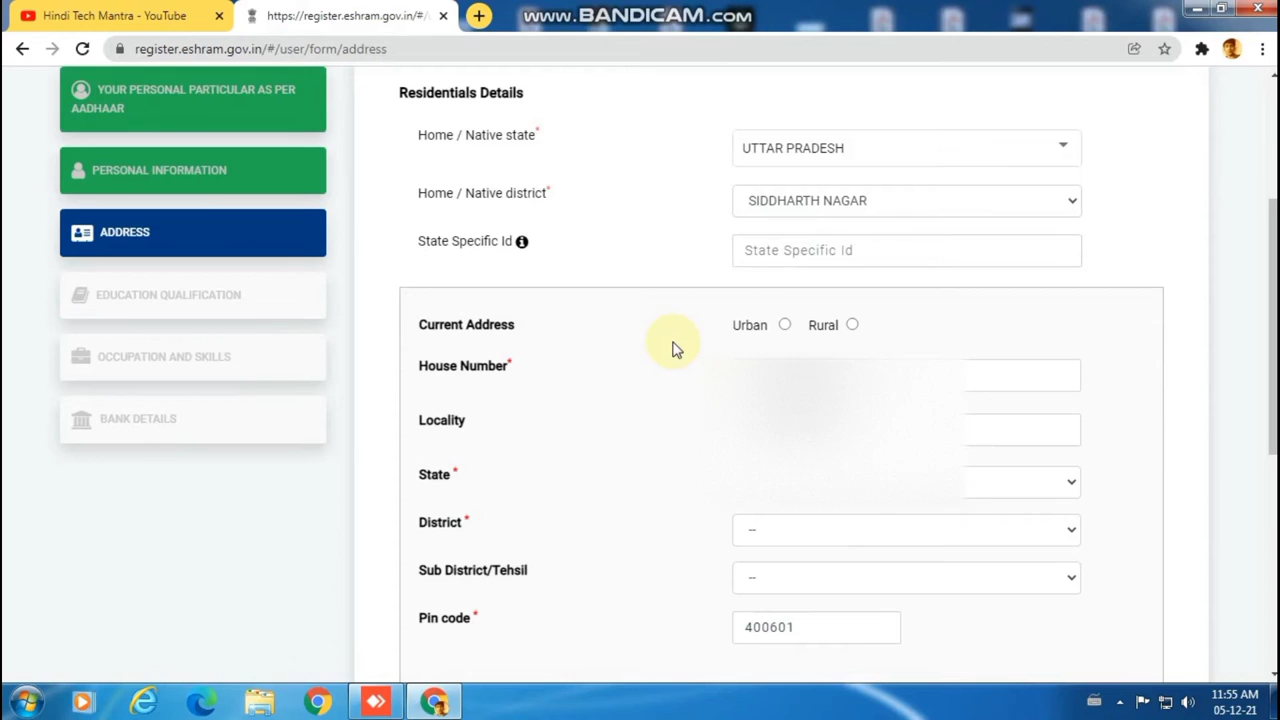 Hindi Tech Mantra - YouTube
https://register.eshram.gov.in/#/u
www.BANDICAM.com
register.eshram.gov.in/#/user/form/address
YOUR PERSONAL PARTICULAR AS PER
AADHAAR
PERSONAL INFORMATION
ADDRESS
EDUCATION QUALIFICATION
OCCUPATION AND SKILLS
BANK DETAILS
Residentials Details
Home / Native state*
UTTAR PRADESH
Home / Native district*
SIDDHARTH NAGAR
State Specific Id
State Specific Id
Current Address
Urban Rural
House Number*
Locality
State *
District *
--
Sub District/Tehsil
--
Pin code *
400601
11:55 AM
05-12-21